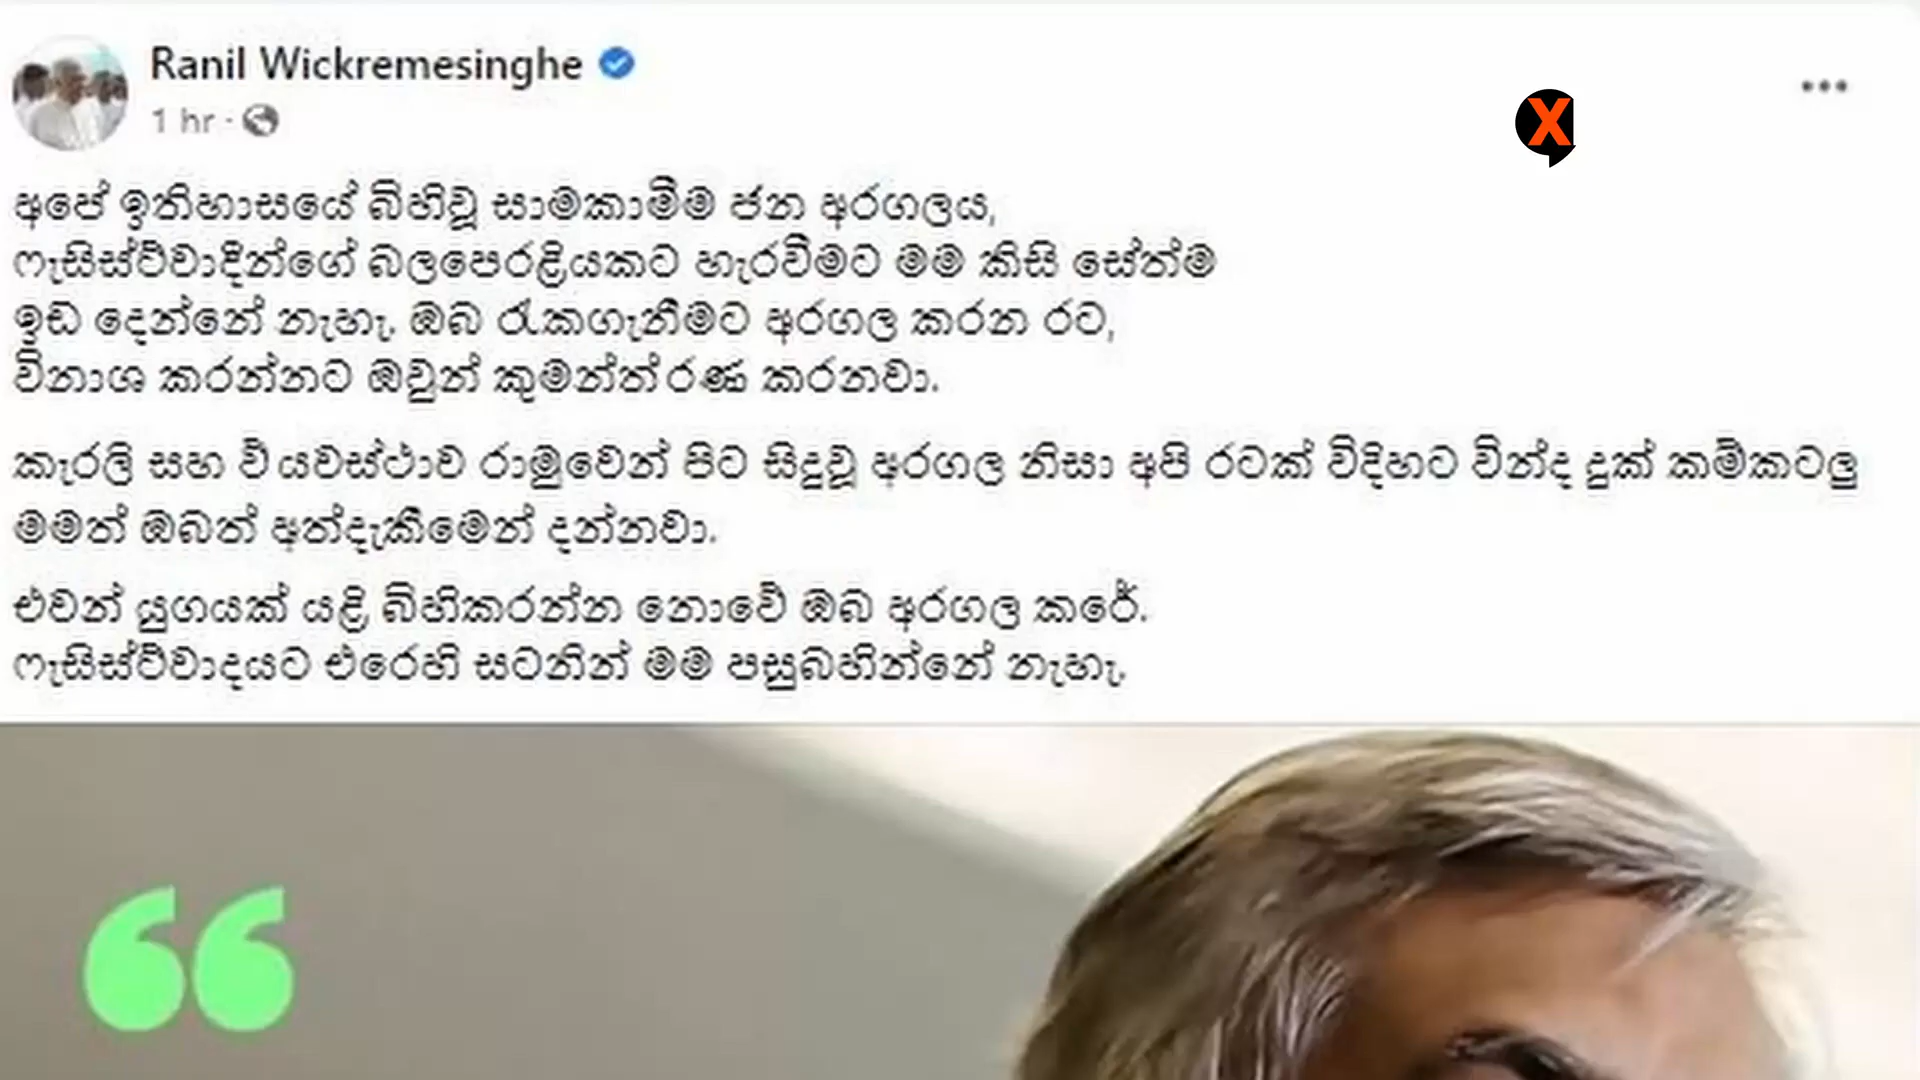 Ranil Wickremesinghe
1 hr ·
X
අපේ ඉතිහාසයේ බිහිවූ සාමකාමීම ජන අරගලය,
ෆැසිස්ට්වාදීන්ගේ බලපෙරළියකට හැරවීමට මම කිසි සේත්ම
ඉඩ දෙන්නේ නැහැ. ඔබ රැකගැනීමට අරගල කරන රට,
විනාශ කරන්නට ඔවුන් කුමන්ත්‍රණ කරනවා.
කැරලි සහ ව්‍යවස්ථාව රාමුවෙන් පිට සිදුවූ අරගල නිසා අපි රටක් විදිහට වින්ද දුක් කම්කටලු
මමත් ඔබත් අත්දැකීමෙන් දන්නවා.
එවන් යුගයක් යළි බිහිකරන්න නොවේ ඔබ අරගල කරේ.
ෆැසිස්ට්වාදයට එරෙහි සටනින් මම පසුබහින්නේ නැහැ.